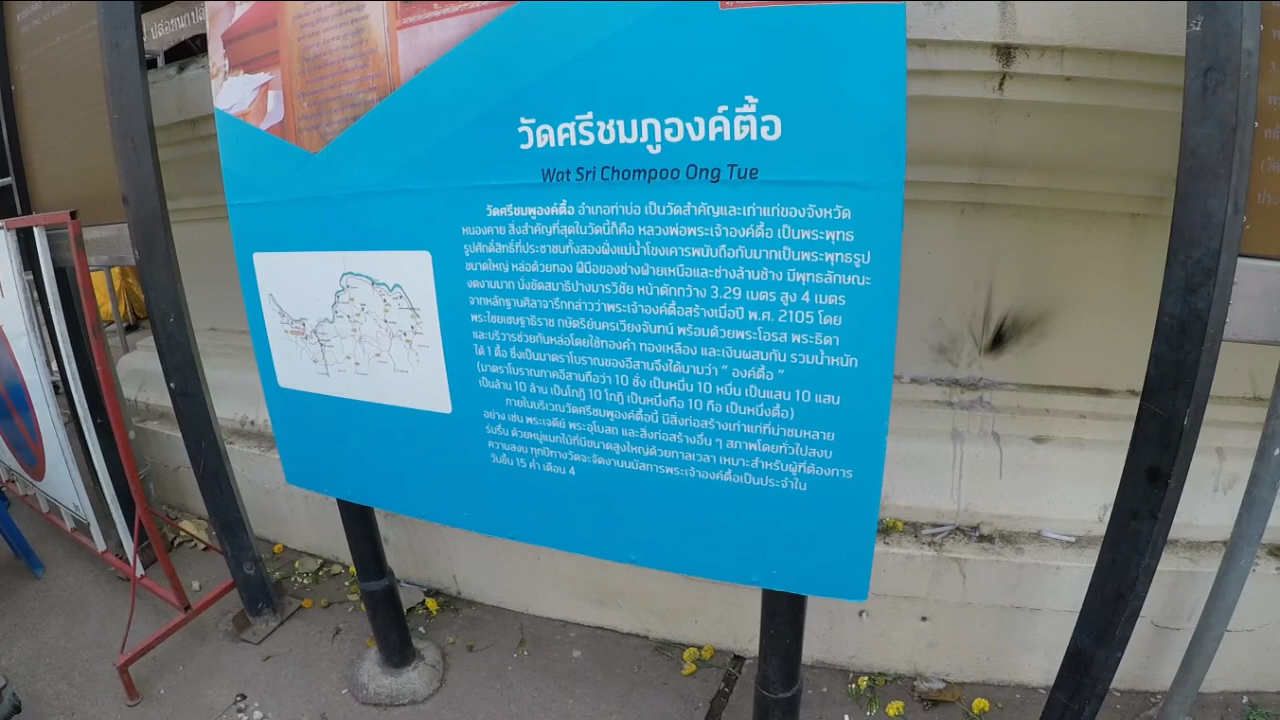 ปล่อยนกปล
วัดศรีชมภูองค์ตื้อ
Wat Sri Chompoo Ong Tue
วัดศรีชมพูองค์ตื้อ อำเภอท่าบ่อ เป็นวัดสำคัญและเก่าแก่ของจังหวัด
หนองคาย สิ่งสำคัญที่สุดในวัดนี้ก็คือ หลวงพ่อพระเจ้าองค์ตื้อ เป็นพระพุทธ
รูปศักดิ์สิทธิ์ที่ประชาชนทั้งสองฝั่งแม่น้ำโขงเคารพนับถือกันมากเป็นพระพุทธรูป
ขนาดใหญ่ หล่อด้วยทอง ฝีมือของช่างฝ่ายเหนือและช่างล้านช้าง มีพุทธลักษณะ
งดงามมาก นั่งขัดสมาธิปางมารวิชัย หน้าตักกว้าง 3.29 เมตร สูง 4 เมตร
จากหลักฐานศิลาจารึกกล่าวว่าพระเจ้าองค์ตื้อสร้างเมื่อปี พ.ศ. 2105 โดย
พระไชยเชษฐาธิราช กษัตริย์นครเวียงจันทน์ พร้อมด้วยพระโอรส พระธิดา
และบริวารช่วยกันหล่อโดยใช้ทองคำ ทองเหลือง และเงินผสมกัน รวมน้ำหนัก
ได้ 1 ตื้อ ซึ่งเป็นมาตราโบราณของอีสานจึงได้นามว่า “ องค์ตื้อ ”
(มาตราโบราณภาคอีสานถือว่า 10 ชั่ง เป็นหมื่น 10 หมื่น เป็นแสน 10 แสน
เป็นล้าน 10 ล้าน เป็นโกฏิ 10 โกฏิ เป็นหนึ่งกือ 10 กือ เป็นหนึ่งตื้อ)
ภายในบริเวณวัดศรีชมพูองค์ตื้อนี้ มีสิ่งก่อสร้างเก่าแก่ที่น่าชมหลาย
อย่าง เช่น พระเจดีย์ พระอุโบสถ และสิ่งก่อสร้างอื่น ๆ สภาพโดยทั่วไปสงบ
ร่มรื่น ด้วยหมู่แมกไม้ที่มีขนาดสูงใหญ่ด้วยกาลเวลา เหมาะสำหรับผู้ที่ต้องการ
ความสงบ ทุกปีทางวัดจะจัดงานนมัสการพระเจ้าองค์ตื้อเป็นประจำใน
วันขึ้น 15 ค่ำ เดือน 4